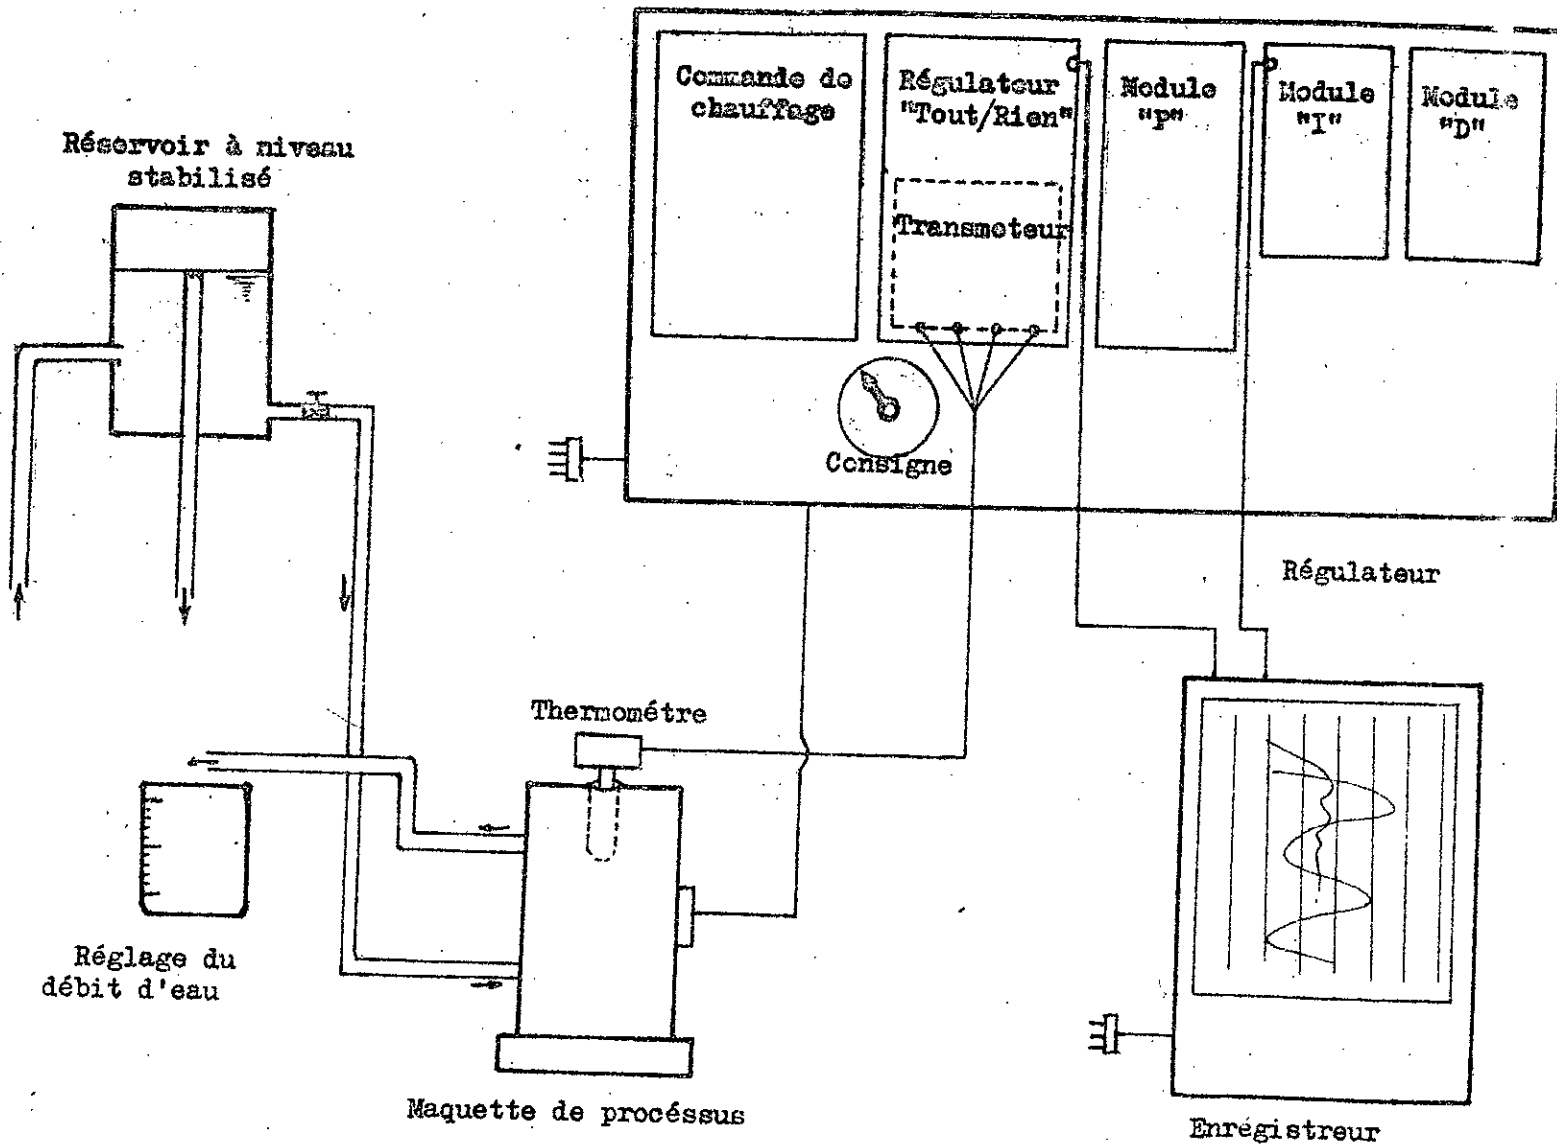 Commande de
chauffage
Régulateur
"Tout/Rien"
Module
"P"
Module
"I"
Module
"D"
Réservoir à niveau
stabilisé
Transmeteur
Consigne
Régulateur
Thermométre
Réglage du
débit d'eau
Maquette de procéssus
Enrégistreur